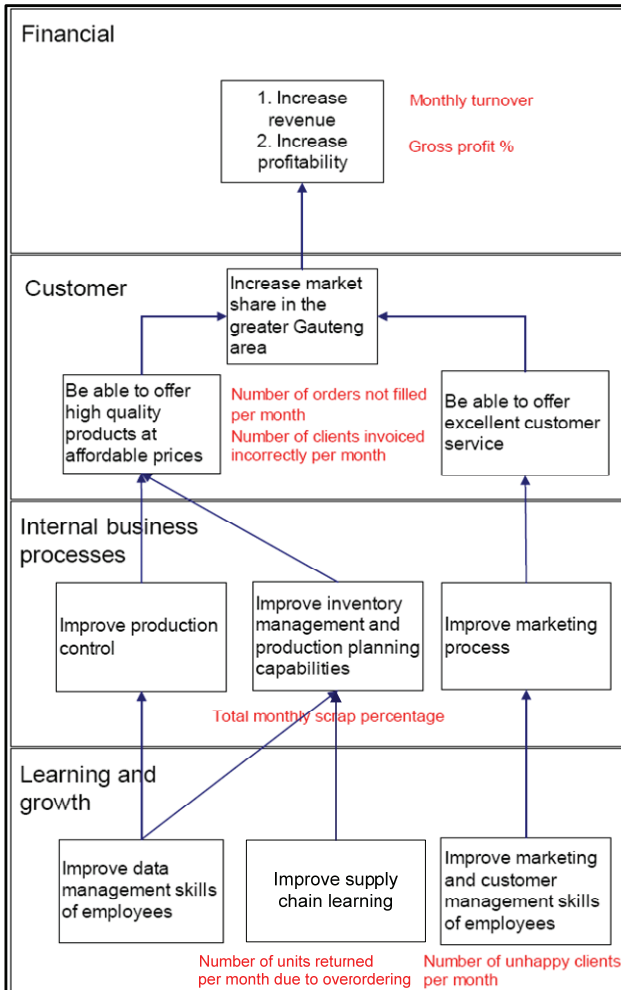 Financial
1. Increase
revenue
2. Increase
profitability
Monthly turnover
Gross profit %
Customer
Increase market
share in the
greater Gauteng
area
Be able to offer
high quality
products at
affordable prices
Number of orders not filled
per month
Number of clients invoiced
incorrectly per month
Be able to offer
excellent customer
service
Internal business
processes
Improve production
control
Improve inventory
management and
production planning
capabilities
Improve marketing
process
Total monthly scrap percentage
Learning and
growth
Improve data
management skills
of employees
Improve supply
chain learning
Improve marketing
and customer
management skills
of employees
Number of units returned
per month due to overordering
Number of unhappy clients
per month